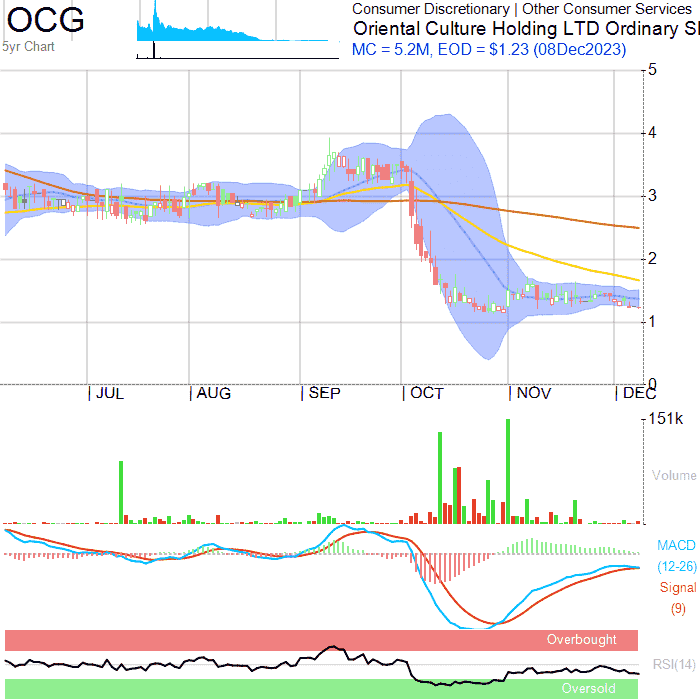 OCG
5yr Chart
Consumer Discretionary | Other Consumer Services
Oriental Culture Holding LTD Ordinary Sl
MC = 5.2M, EOD = $1.23 (08Dec2023)
5
4
3
2
1
0
JUL AUG SEP OCT NOV DEC
151k
Volume
MACD
(12-26)
Signal
(9)
Overbought
RSI(14)
Oversold